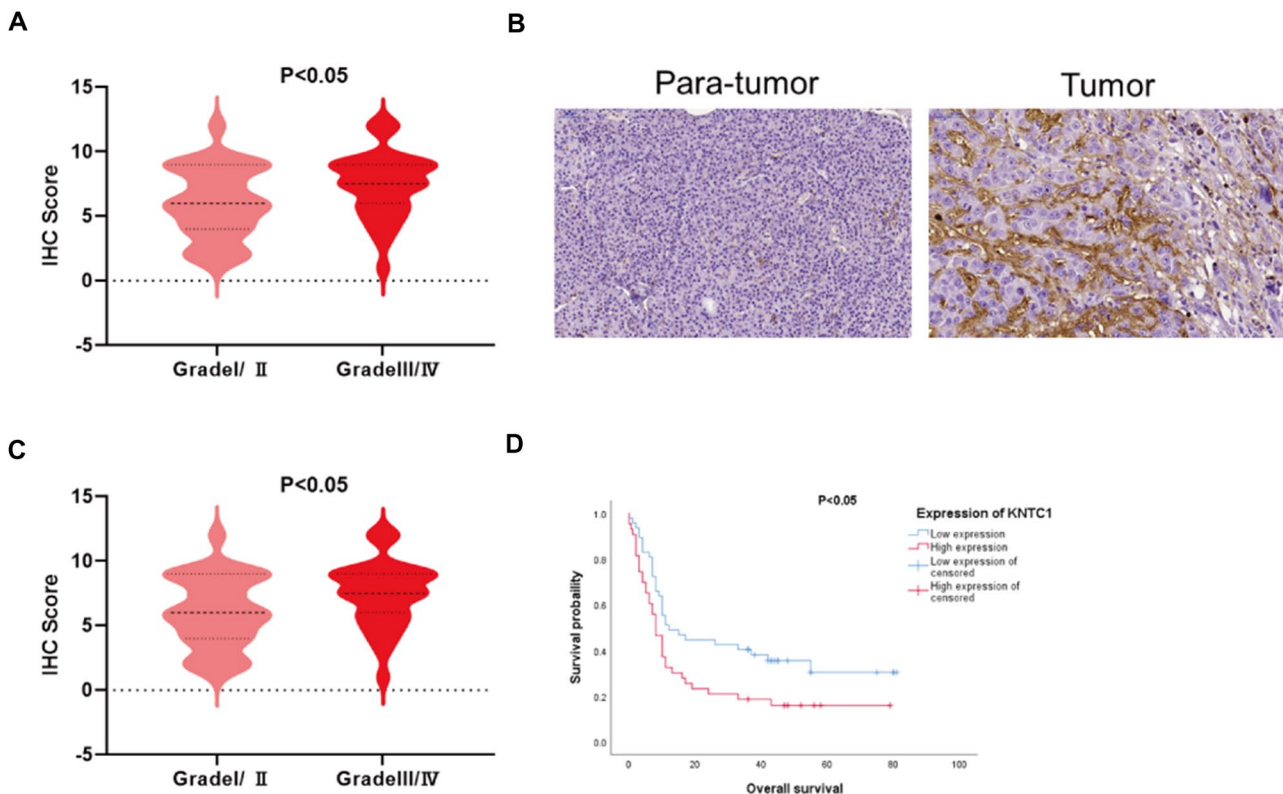 A
P<0.05
15
10
5
0
-5
IHC Score
GradeI/ Ⅱ
GradeIII/Ⅳ
B
Para-tumor
Tumor
C
P<0.05
15
10
5
0
-5
IHC Score
GradeI/ Ⅱ
GradeIII/Ⅳ
D
P<0.05
1.0
0.8
0.6
0.4
0.2
0.0
Survival probaility
0 20 40 60 80 100
Overall survival
Expression of KNTC1
Low expression
High expression
Low expression of
censored
High expression of
censored